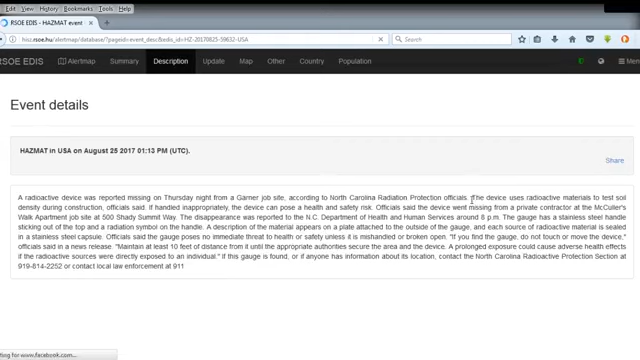 Edit View History Bookmarks Tools Help
RSOE EDIS - HAZMAT event
hisz.rsoe.hu/alertmap/database/?pageid=event_desc&edis_id=HZ-20170825-59632-USA
Search
RSOE EDIS Alertmap Summary Description Update Map Other Country Population Men
Event details
HAZMAT in USA on August 25 2017 01:13 PM (UTC).
Share
A radioactive device was reported missing on Thursday night from a Garner job site, according to North Carolina Radiation Protection officials. The device uses radioactive materials to test soil
density during construction, officials said. If handled inappropriately, the device can pose a health and safety risk. Officials said the device went missing from a private contractor at the McCuller's
Walk Apartment job site at 500 Shady Summit Way. The disappearance was reported to the N.C. Department of Health and Human Services around 8 p.m. The gauge has a stainless steel handle
sticking out of the top and a radiation symbol on the handle. A description of the material appears on a plate attached to the outside of the gauge, and each source of radioactive material is sealed
in a stainless steel capsule. Officials said the gauge poses no immediate threat to health or safety unless it is mishandled or broken open. "If you find the gauge, do not touch or move the device,"
officials said in a news release. "Maintain at least 10 feet of distance from it until the appropriate authorities secure the area and the device. A prolonged exposure could cause adverse health effects
if the radioactive sources were directly exposed to an individual." If this gauge is found, or if anyone has information about its location, contact the North Carolina Radioactive Protection Section at
919-814-2252 or contact local law enforcement at 911
ting for www.facebook.com...